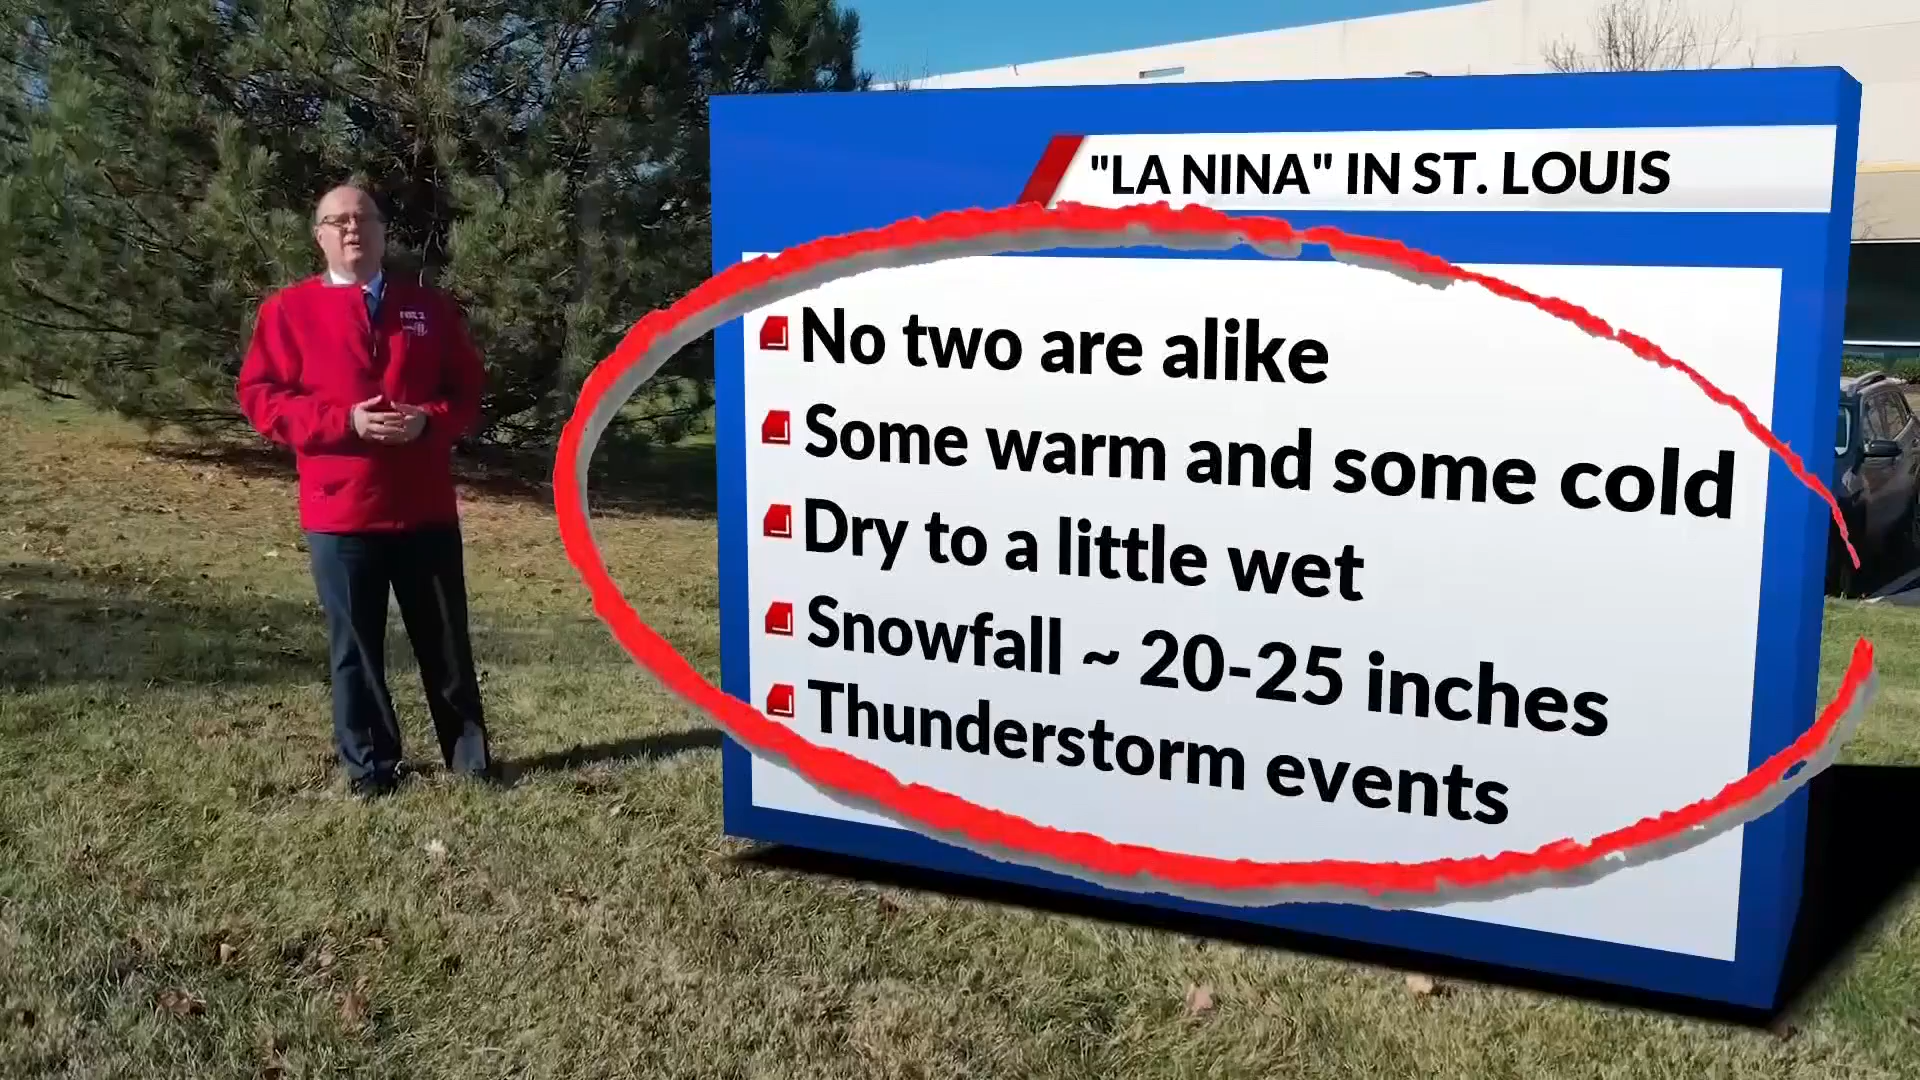 "LA NINA" IN ST. LOUIS
No two are alike
Some warm and some cold
Dry to a little wet
Snowfall ~ 20-25 inches
Thunderstorm events